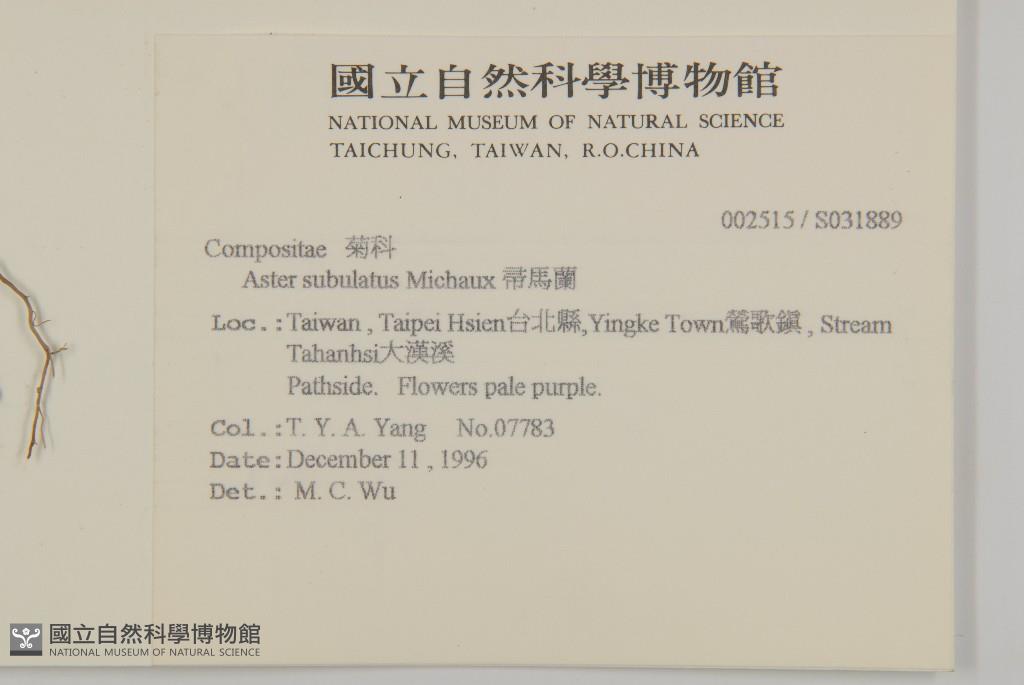 國立自然科學博物館
NATIONAL MUSEUM OF NATURAL SCIENCE
TAICHUNG, TAIWAN, R.O.CHINA
002515 / S031889
Compositae 菊科
Aster subulatus Michaux 帚馬蘭
Loc.:Taiwan , Taipei Hsien台北縣,Yingke Town鶯歌鎮 , Stream
Tahanhsi大漢溪
Pathside. Flowers pale purple.
Col.:T. Y. A. Yang No.07783
Date:December 11 , 1996
Det.: M. C. Wu
國立自然科學博物館
NATIONAL MUSEUM OF NATURAL SCIENCE